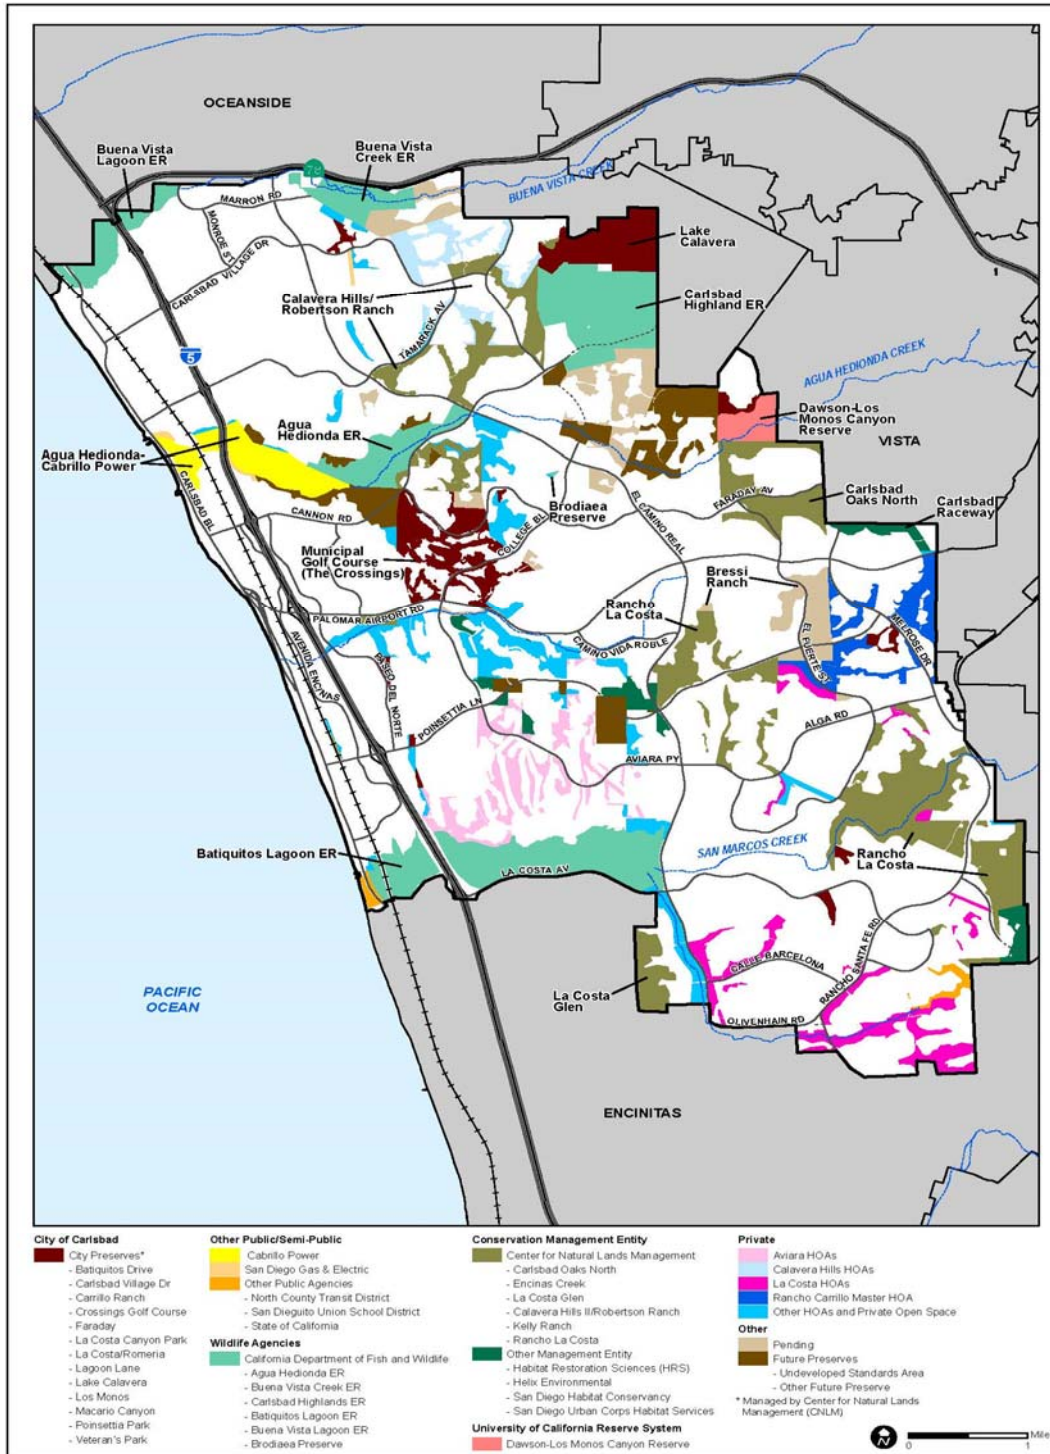 OCEANSIDE
Buena Vista
Lagoon ER
Buena Vista
Creek ER
78
BUENA VISTA CREEK
MARRON RD
MONROE ST
CARLSBAD VILLAGE DR
Lake
Calavera
Calavera Hills/
Robertson Ranch
TAMARACK AV
Carlsbad
Highland ER
5
AGUA HEDIONDA CREEK
Agua
Hedionda ER
Dawson-Los
Monos Canyon
Reserve
VISTA
Agua Hedionda-
Cabrillo Power
CARLSBAD BL
CANNON RD
Brodiaea
Preserve
EL CAMINO REAL
FARADAY AV
Carlsbad
Oaks North
Carlsbad
Raceway
COLLEGE BL
Municipal
Golf Course
(The Crossings)
Bressi
Ranch
Rancho
La Costa
PALOMAR AIRPORT RD
CAMINO VIDA ROBLE
EL FUERTE ST
MELROSE DR
AVENIDA ENCINAS
PASEO DEL NORTE
POINSETTIA LN
ALGA RD
AVIARA PY
Batiquitos Lagoon ER
LA COSTA AV
SAN MARCOS CREEK
Rancho
La Costa
La Costa
Glen
CALLE BARCELONA
RANCHO SANTA FE RD
OLIVENHAIN RD
PACIFIC
OCEAN
ENCINITAS
City of Carlsbad
City Preserves*
- Batiquitos Drive
- Carlsbad Village Dr
- Carrillo Ranch
- Crossings Golf Course
- Faraday
- La Costa Canyon Park
- La Costa/Romeria
- Lagoon Lane
- Lake Calavera
- Los Monos
- Macario Canyon
- Poinsettia Park
- Veteran's Park
Other Public/Semi-Public
Cabrillo Power
San Diego Gas & Electric
Other Public Agencies
- North County Transit District
- San Dieguito Union School District
- State of California
Wildlife Agencies
California Department of Fish and Wildlife
- Agua Hedionda ER
- Buena Vista Creek ER
- Carlsbad Highlands ER
- Batiquitos Lagoon ER
- Buena Vista Lagoon ER
- Brodiaea Preserve
Conservation Management Entity
Center for Natural Lands Management
- Carlsbad Oaks North
- Encinas Creek
- La Costa Glen
- Calavera Hills II/Robertson Ranch
- Kelly Ranch
- Rancho La Costa
Other Management Entity
- Habitat Restoration Sciences (HRS)
- Helix Environmental
- San Diego Habitat Conservancy
- San Diego Urban Corps Habitat Services
University of California Reserve System
Dawson-Los Monos Canyon Reserve
Private
Aviara HOAs
Calavera Hills HOAs
La Costa HOAs
Rancho Carrillo Master HOA
Other HOAs and Private Open Space
Other
Pending
Future Preserves
- Undeveloped Standards Area
- Other Future Preserve
* Managed by Center for Natural Lands
Management (CNLM)
N
0 1
Mile